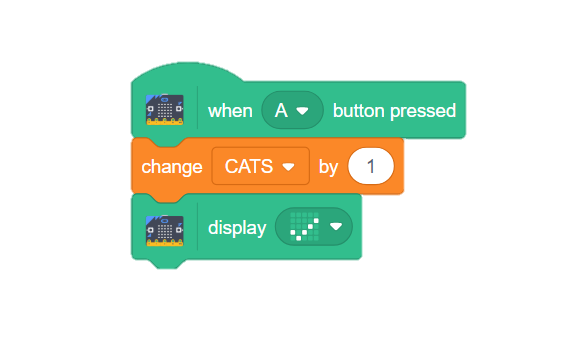 when A button pressed
change CATS by 1
display